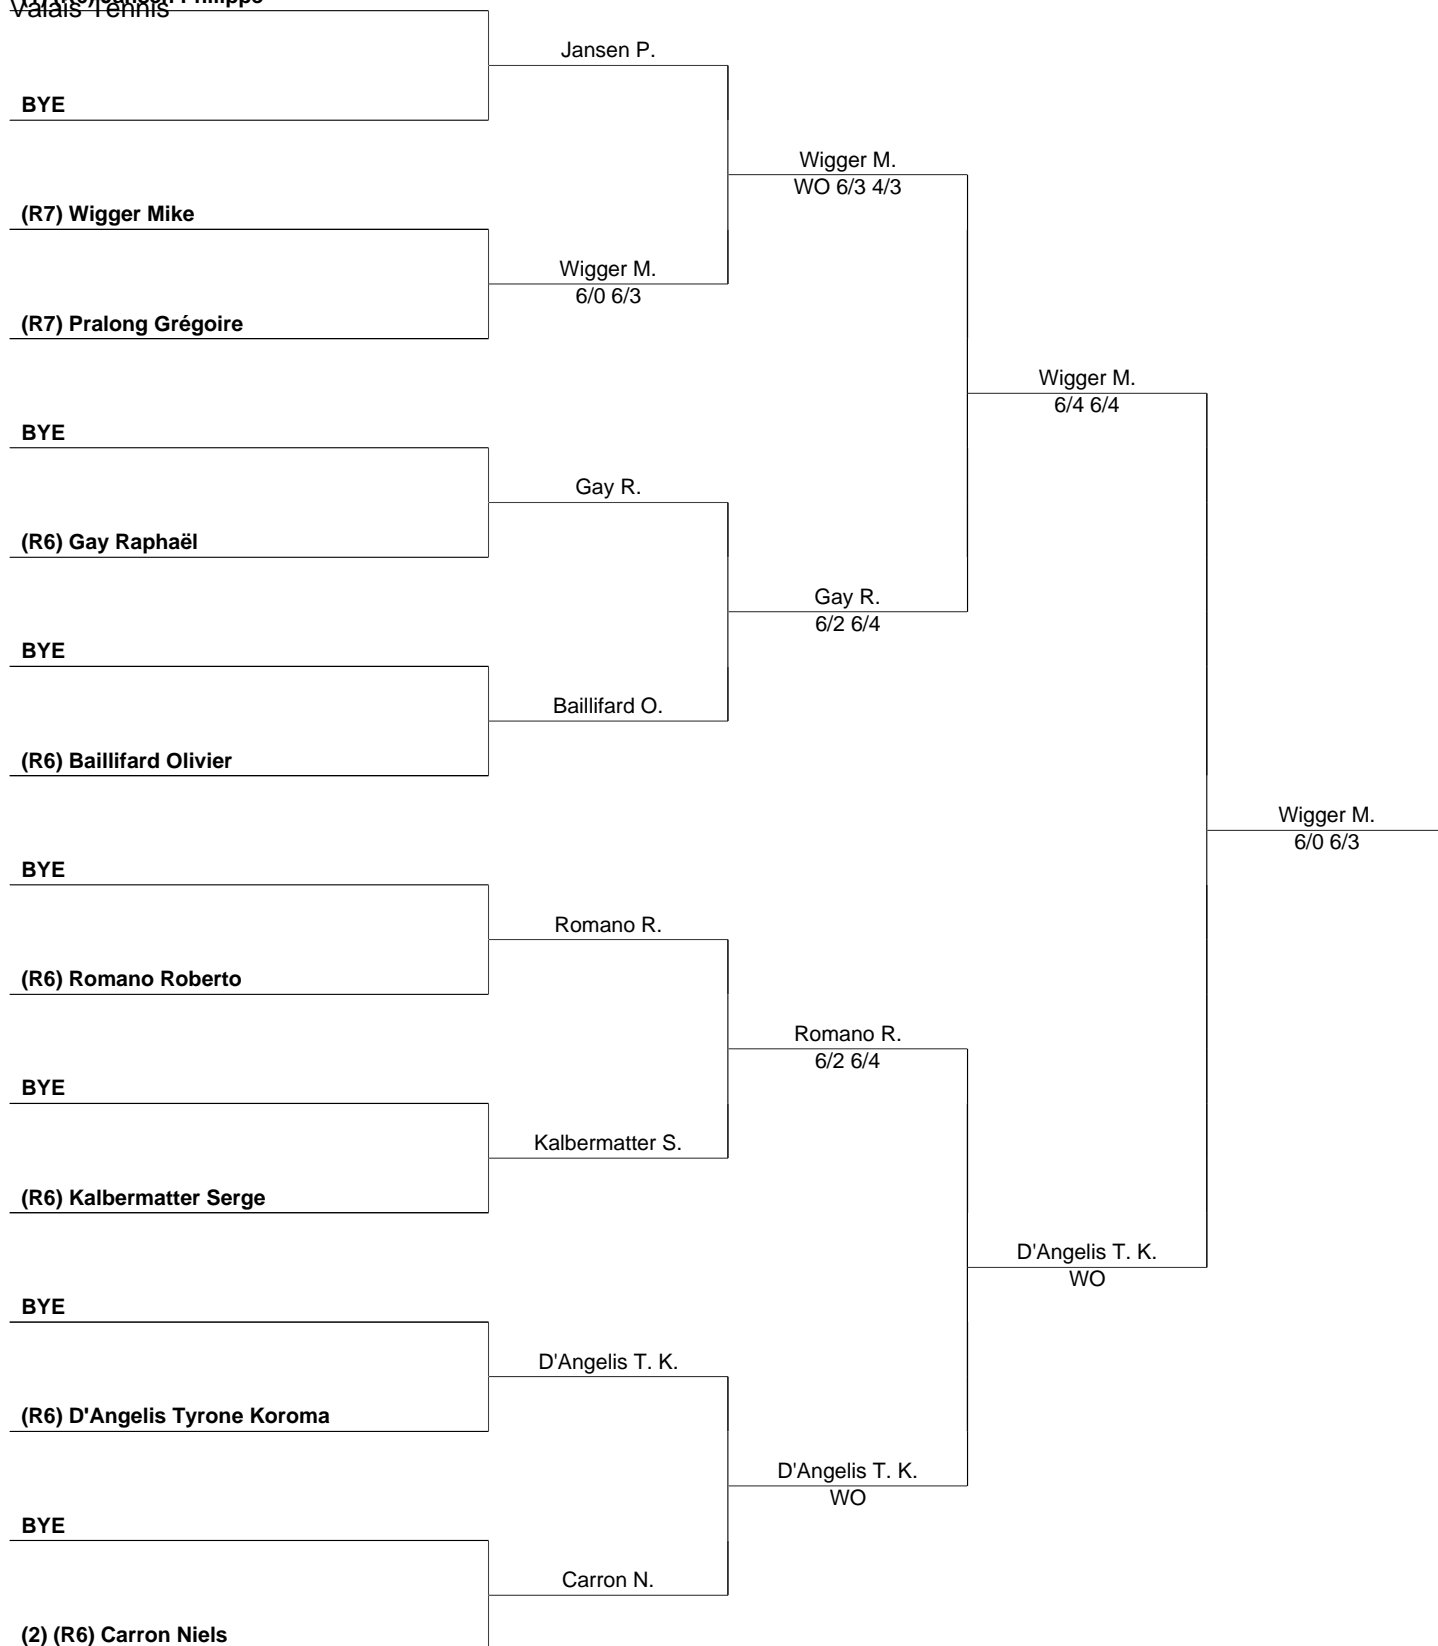 Valais Tennis
Jansen P.
BYE
Wigger M.
WO 6/3 4/3
(R7) Wigger Mike
Wigger M.
6/0 6/3
(R7) Pralong Grégoire
Wigger M.
6/4 6/4
BYE
Gay R.
(R6) Gay Raphaël
Gay R.
6/2 6/4
BYE
Baillifard O.
(R6) Baillifard Olivier
Wigger M.
6/0 6/3
BYE
Romano R.
(R6) Romano Roberto
Romano R.
6/2 6/4
BYE
Kalbermatter S.
(R6) Kalbermatter Serge
D'Angelis T. K.
WO
BYE
D'Angelis T. K.
(R6) D'Angelis Tyrone Koroma
D'Angelis T. K.
WO
BYE
Carron N.
(2) (R6) Carron Niels